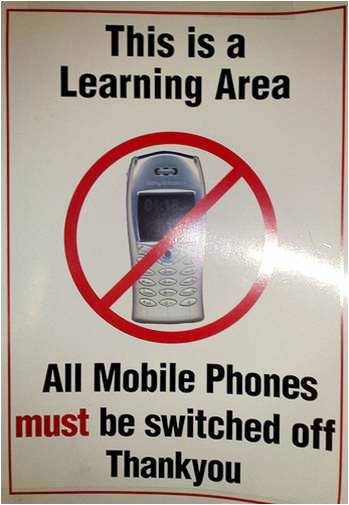 This is a
Learning Area
All Mobile Phones
must be switched off
Thankyou